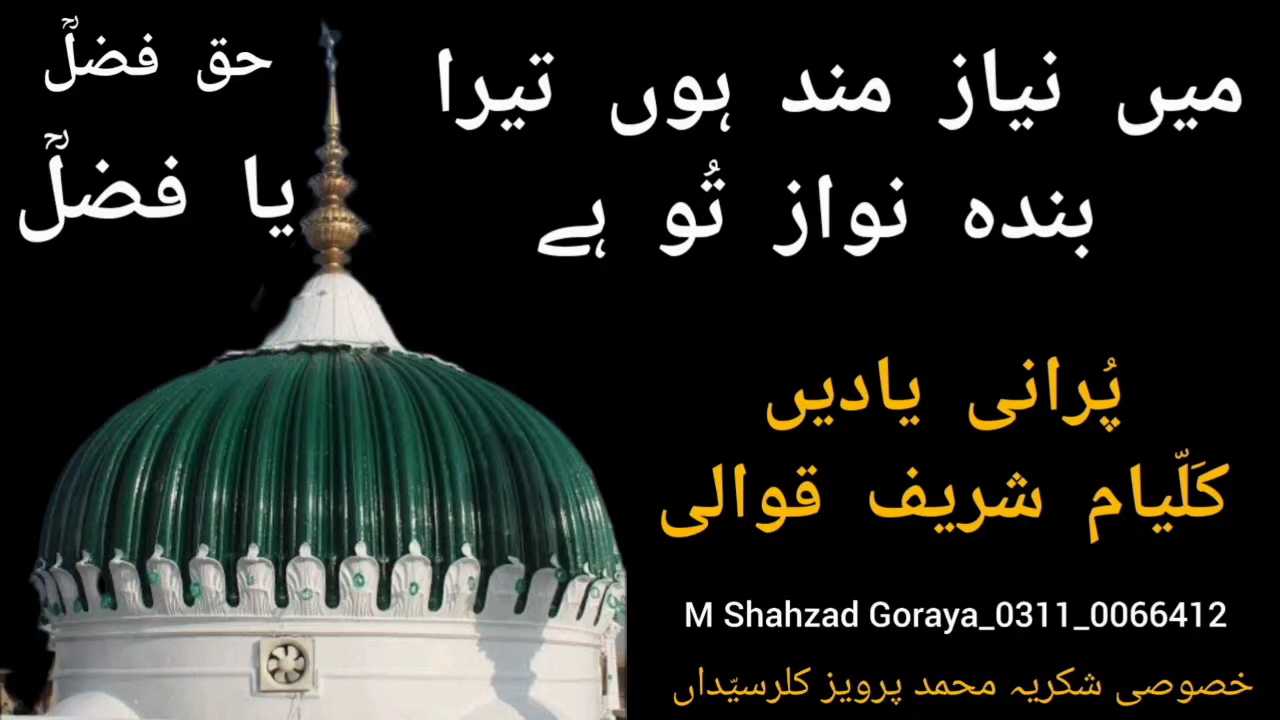 حق فضلؒ
یا فضلؒ
میں نیاز مند ہوں تیرا
بندہ نواز تُو ہے
پُرانی یادیں
کَلّیام شریف قوالی
M Shahzad Goraya_0311_0066412
خصوصی شکریہ محمد پرویز کلرسیّداں